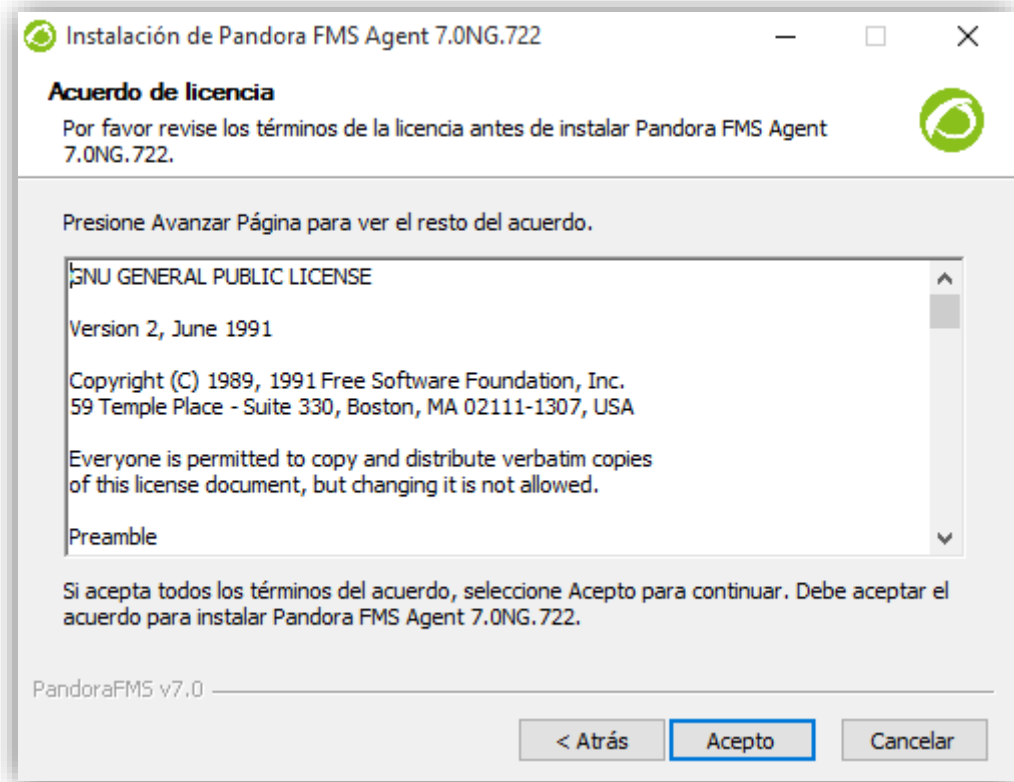 Instalación de Pandora FMS Agent 7.0NG.722
Acuerdo de licencia
Por favor revise los términos de la licencia antes de instalar Pandora FMS Agent
7.0NG.722.
Presione Avanzar Página para ver el resto del acuerdo.
GNU GENERAL PUBLIC LICENSE
Version 2, June 1991
Copyright (C) 1989, 1991 Free Software Foundation, Inc.
59 Temple Place - Suite 330, Boston, MA 02111-1307, USA
Everyone is permitted to copy and distribute verbatim copies
of this license document, but changing it is not allowed.
Preamble
Si acepta todos los términos del acuerdo, seleccione Acepto para continuar. Debe aceptar el
acuerdo para instalar Pandora FMS Agent 7.0NG.722.
PandoraFMS v7.0
< Atrás
Acepto
Cancelar